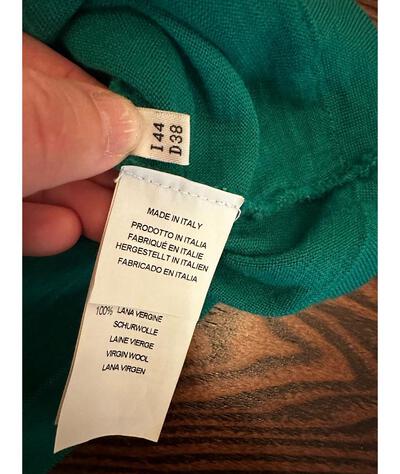 I 44
D38
MADE IN ITALY
PRODOTTO IN ITALIA
FABRIQUÉ EN ITALIE
HERGESTELLT IN ITALIEN
FABRICADO EN ITALIA
100% LANA VERGINE
SCHURWOLLE
LAINE VIERGE
VIRGIN WOOL
LANA VIRGEN